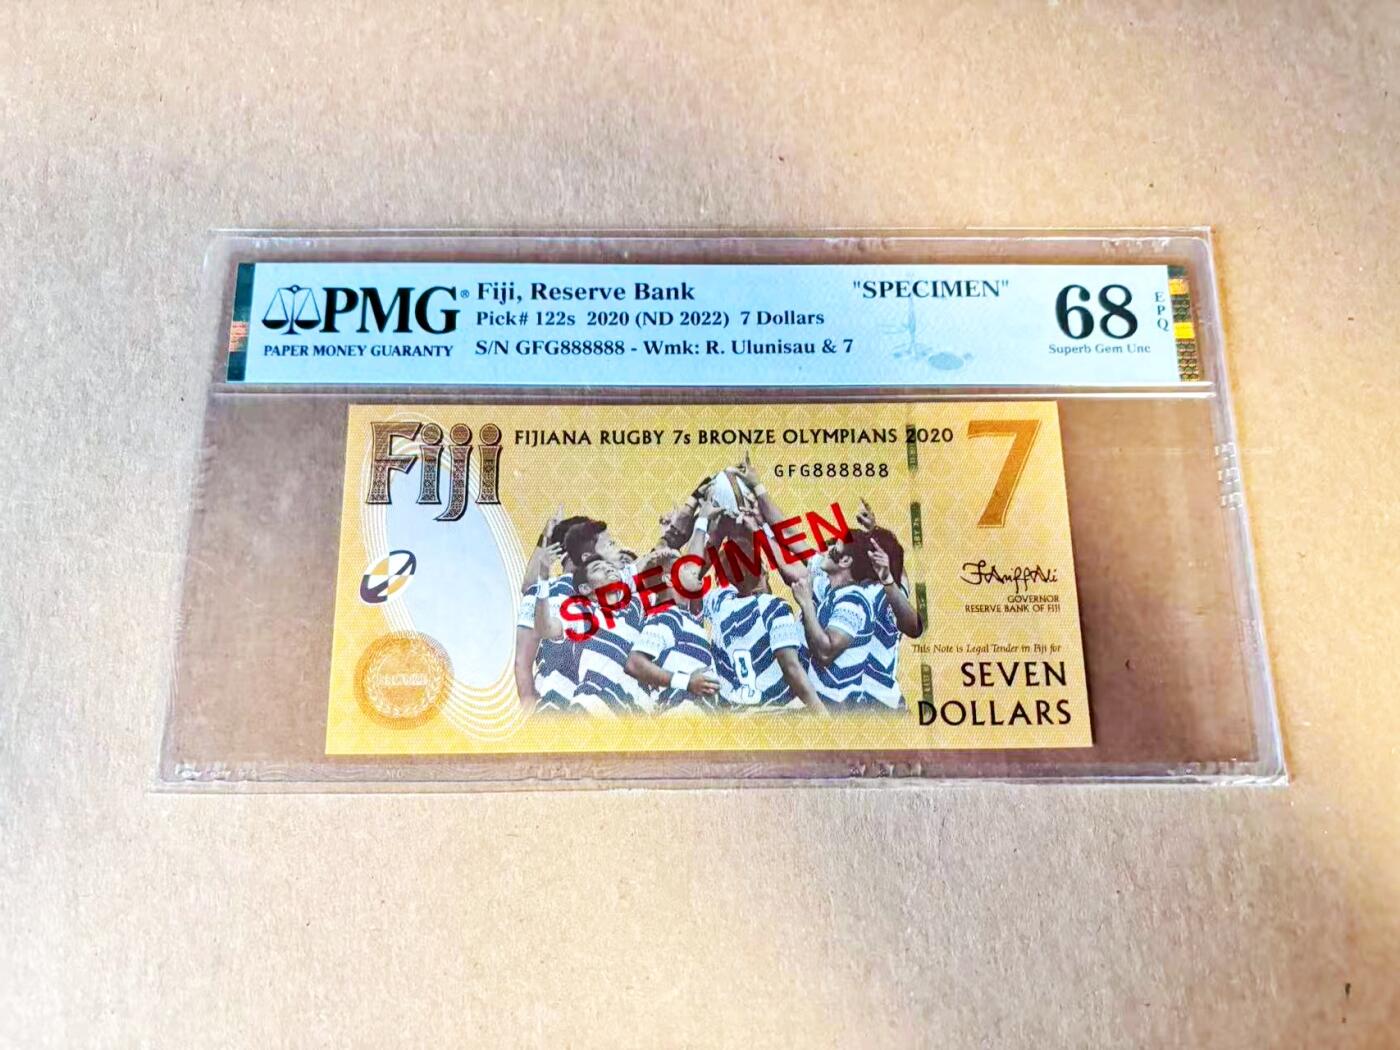 PMG®
PAPER MONEY GUARANTY
Fiji, Reserve Bank
"SPECIMEN"
Pick# 122s 2020 (ND 2022) 7 Dollars
S/N GFG888888 - Wmk: R. Ulunisau & 7
68
EPQ
Superb Gem Unc
Fiji
FIJIANA RUGBY 7s BRONZE OLYMPIANS 2020
7
GFG888888
SPECIMEN
GOVERNOR
RESERVE BANK OF FIJI
This Note is Legal Tender in Fiji for
SEVEN
DOLLARS